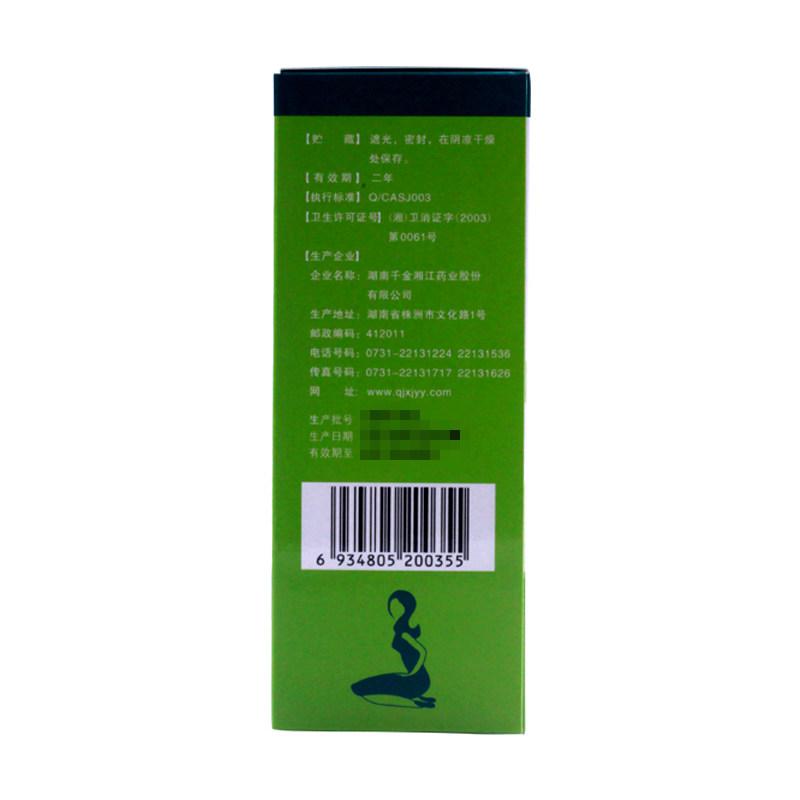 【贮　藏】遮光，密封，在阴凉干燥
处保存。
【有效期】二年
【执行标准】Q/CASJ003
【卫生许可证号】(湘)卫消证字(2003)
第0061号
【生产企业】
企业名称：湖南千金湘江药业股份
有限公司
生产地址：湖南省株洲市文化路1号
邮政编码：412011
电话号码：0731-22131224 22131536
传真号码：0731-22131717 22131626
网　址：www.qjxjyy.com
生产批号
生产日期
有效期至
6 934805 200355